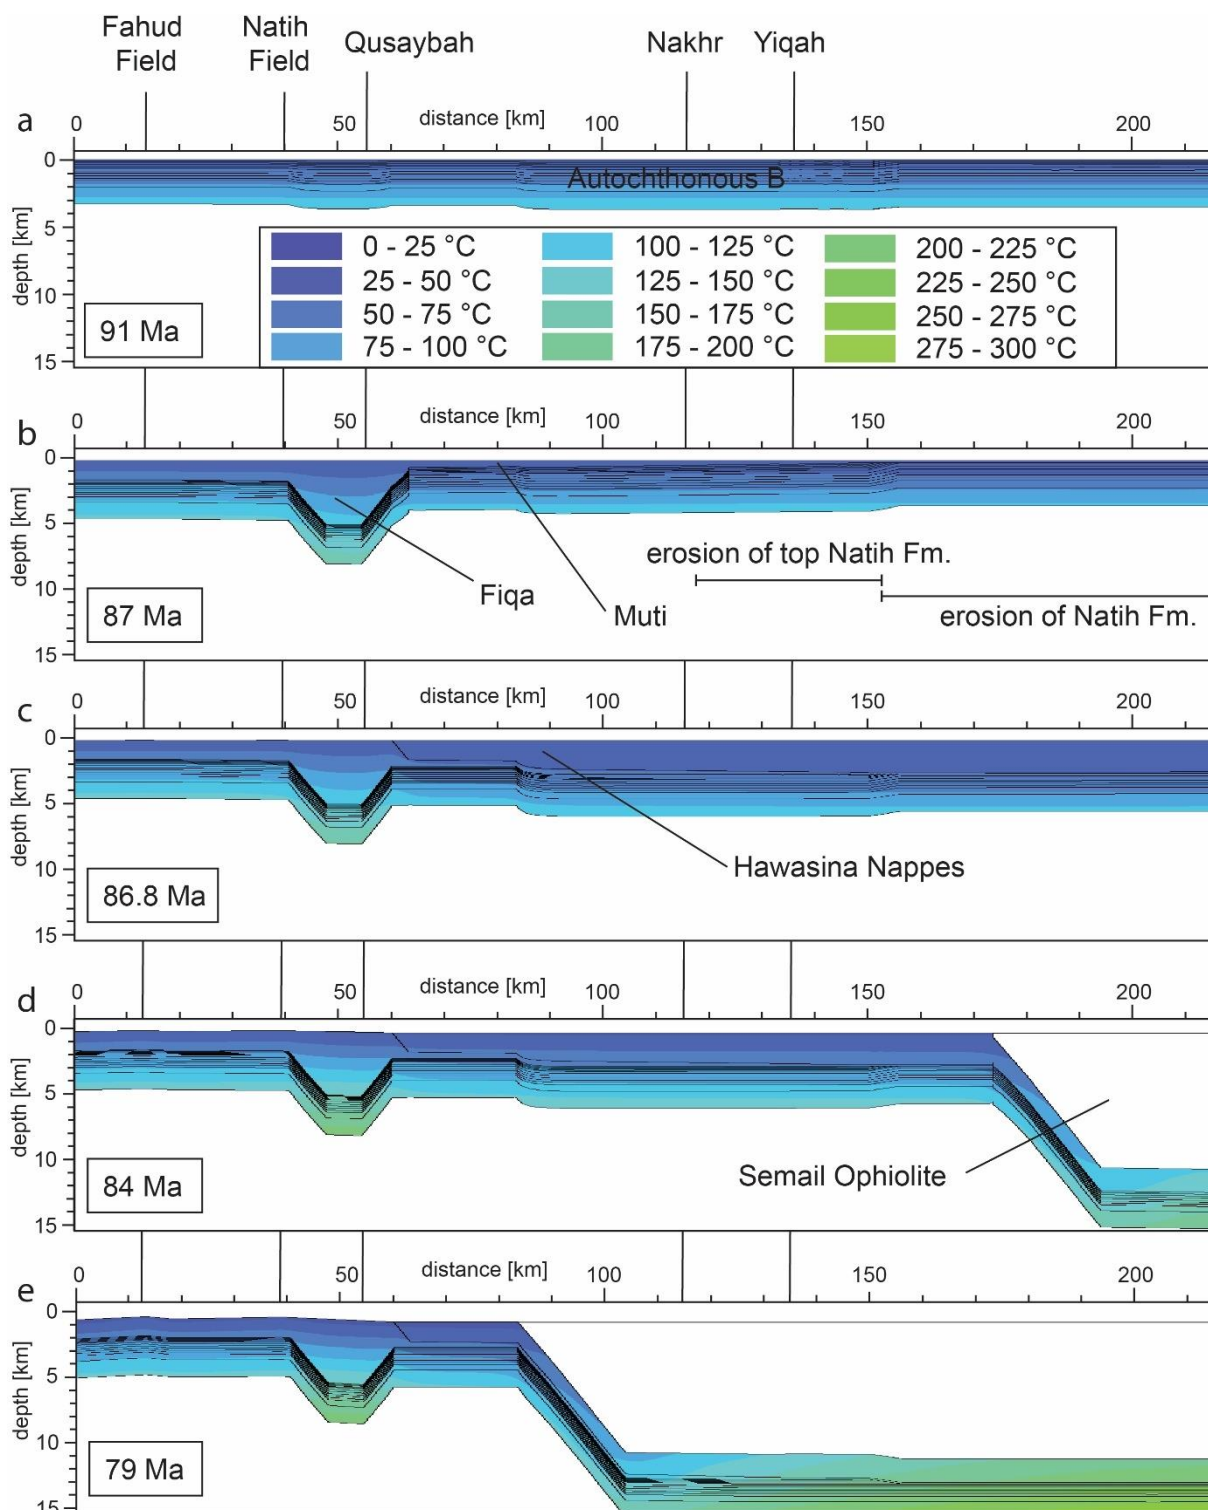 Fahud Field
Natih Field
Qusaybah
Nakhr
Yiqah
a
0 50 distance [km] 100 150 200
depth [km]
0
5
10
15
Autochthonous B
0 - 25 °C
25 - 50 °C
50 - 75 °C
75 - 100 °C
100 - 125 °C
125 - 150 °C
150 - 175 °C
175 - 200 °C
200 - 225 °C
225 - 250 °C
250 - 275 °C
275 - 300 °C
91 Ma
b
0 50 distance [km] 100 150 200
depth [km]
0
5
10
15
erosion of top Natih Fm.
Fiqa
Muti
erosion of Natih Fm.
87 Ma
c
0 50 distance [km] 100 150 200
depth [km]
0
5
10
15
Hawasina Nappes
86.8 Ma
d
0 50 distance [km] 100 150 200
depth [km]
0
5
10
15
Semail Ophiolite
84 Ma
e
0 50 distance [km] 100 150 200
depth [km]
0
5
10
15
79 Ma